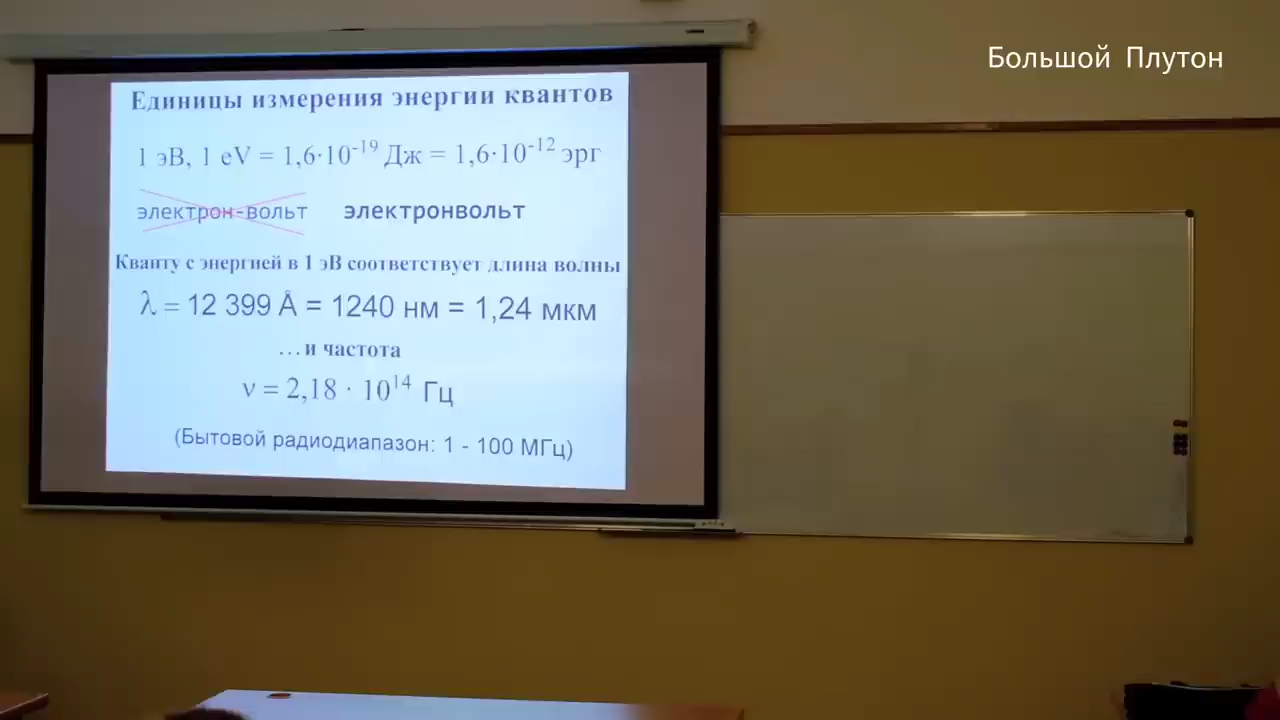 Большой Плутон
Единицы измерения энергии квантов
1 эВ, 1 eV = 1,6·10⁻¹⁹ Дж = 1,6·10⁻¹² эрг
электрон-вольт электронвольт
Кванту с энергией в 1 эВ соответствует длина волны
λ = 12 399 Å = 1240 нм = 1,24 мкм
...и частота
ν = 2,18 · 10¹⁴ Гц
(Бытовой радиодиапазон: 1 - 100 МГц)